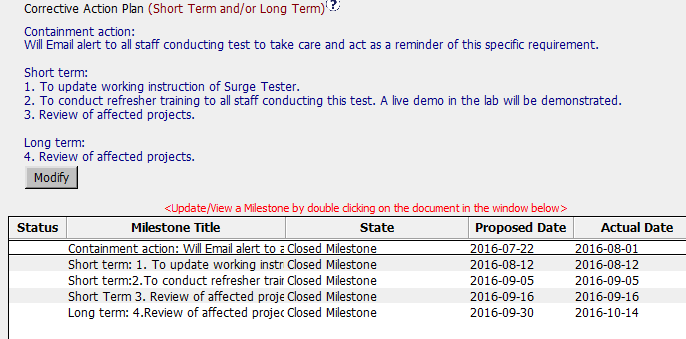 Corrective Action Plan (Short Term and/or Long Term)?
Containment action:
Will Email alert to all staff conducting test to take care and act as a reminder of this specific requirement.
Short term:
1. To update working instruction of Surge Tester.
2. To conduct refresher training to all staff conducting this test. A live demo in the lab will be demonstrated.
3. Review of affected projects.
Long term:
4. Review of affected projects.
Modify
<Update/View a Milestone by double clicking on the document in the window below>
Status Milestone Title State Proposed Date Actual Date
Containment action: Will Email alert to a Closed Milestone 2016-07-22 2016-08-01
Short term: 1. To update working instr Closed Milestone 2016-08-12 2016-08-12
Short term:2.To conduct refresher trai Closed Milestone 2016-09-05 2016-09-05
Short Term 3. Review of affected proje Closed Milestone 2016-09-16 2016-09-16
Long term: 4.Review of affected projec Closed Milestone 2016-09-30 2016-10-14